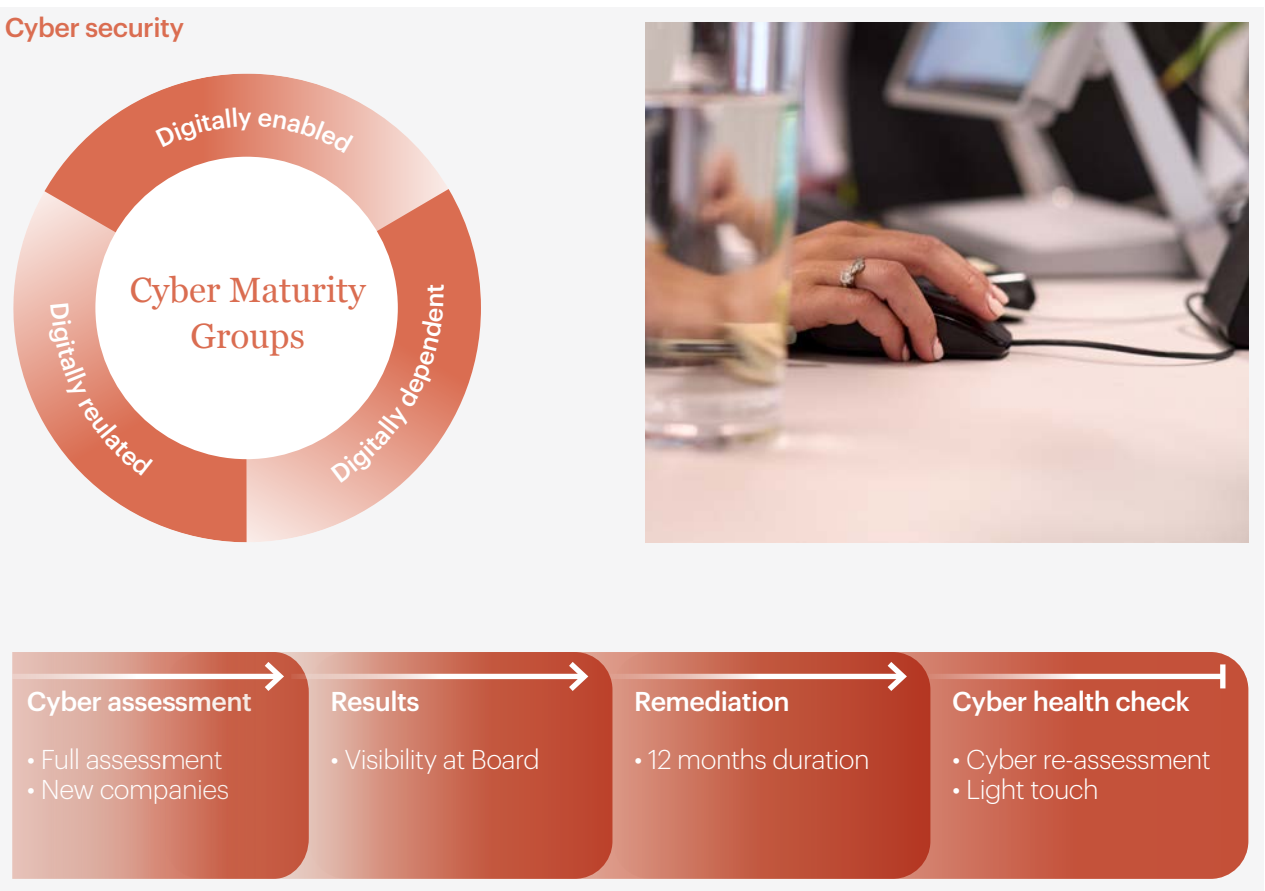 Cyber security
Digitally enabled
Cyber Maturity
Groups
Digitally dependent
Digitally reulated
Cyber assessment
• Full assessment
• New companies
Results
• Visibility at Board
Remediation
• 12 months duration
Cyber health check
• Cyber re-assessment
• Light touch